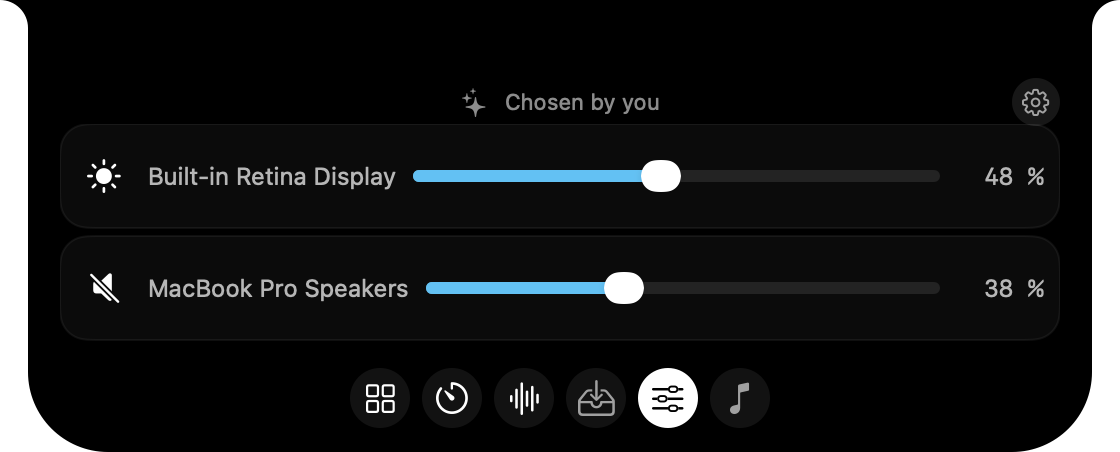 Chosen by you
Built-in Retina Display 48 %
MacBook Pro Speakers 38 %